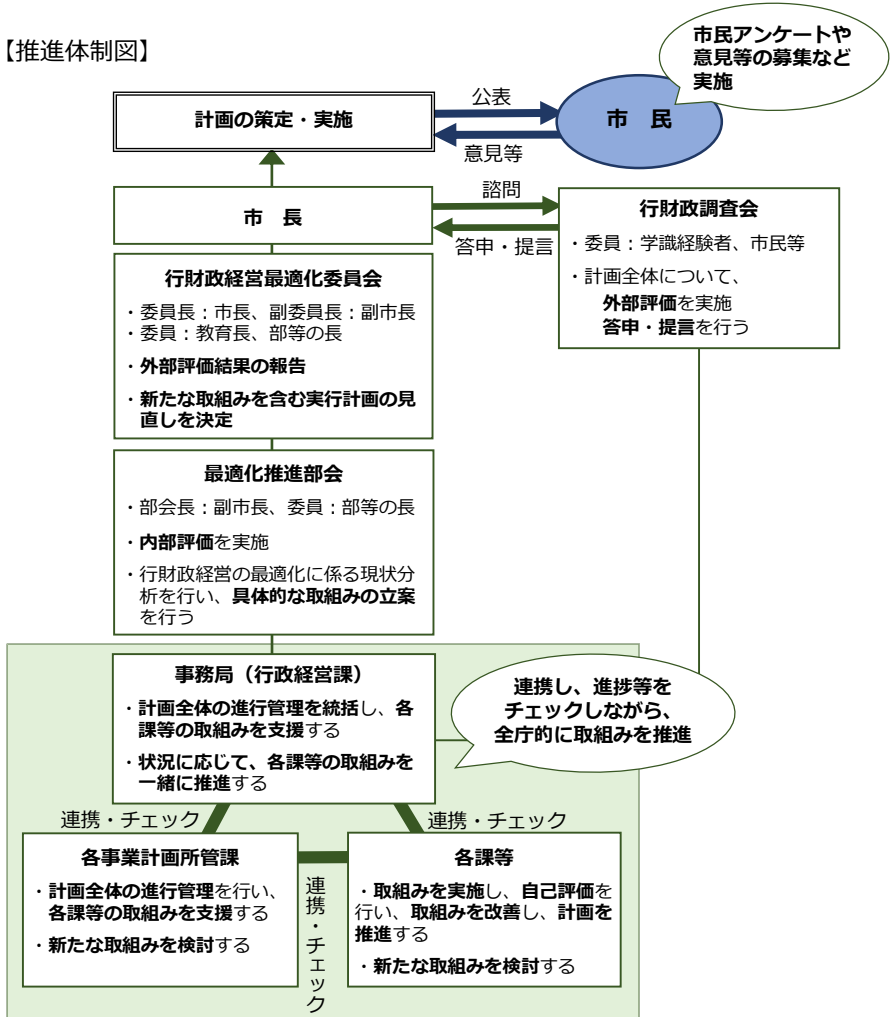 【推進体制図】
市民アンケートや
意見等の募集など
実施
計画の策定・実施
公表
意見等
市　民
市　長
諮問
答申・提言
行財政調査会
・委員：学識経験者、市民等
・計画全体について、
外部評価を実施
答申・提言を行う
行財政経営最適化委員会
・委員長：市長、副委員長：副市長
・委員：教育長、部等の長
・外部評価結果の報告
・新たな取組みを含む実行計画の見
直しを決定
最適化推進部会
・部会長：副市長、委員：部等の長
・内部評価を実施
・行財政経営の最適化に係る現状分
析を行い、具体的な取組みの立案
を行う
事務局（行政経営課）
・計画全体の進行管理を統括し、各
課等の取組みを支援する
・状況に応じて、各課等の取組みを
一緒に推進する
連携し、進捗等を
チェックしながら、
全庁的に取組みを推進
連携・チェック
連携・チェック
各事業計画所管課
・計画全体の進行管理を行い、
各課等の取組みを支援する
・新たな取組みを検討する
連携・チェック
各課等
・取組みを実施し、自己評価を
行い、取組みを改善し、計画を
推進する
・新たな取組みを検討する